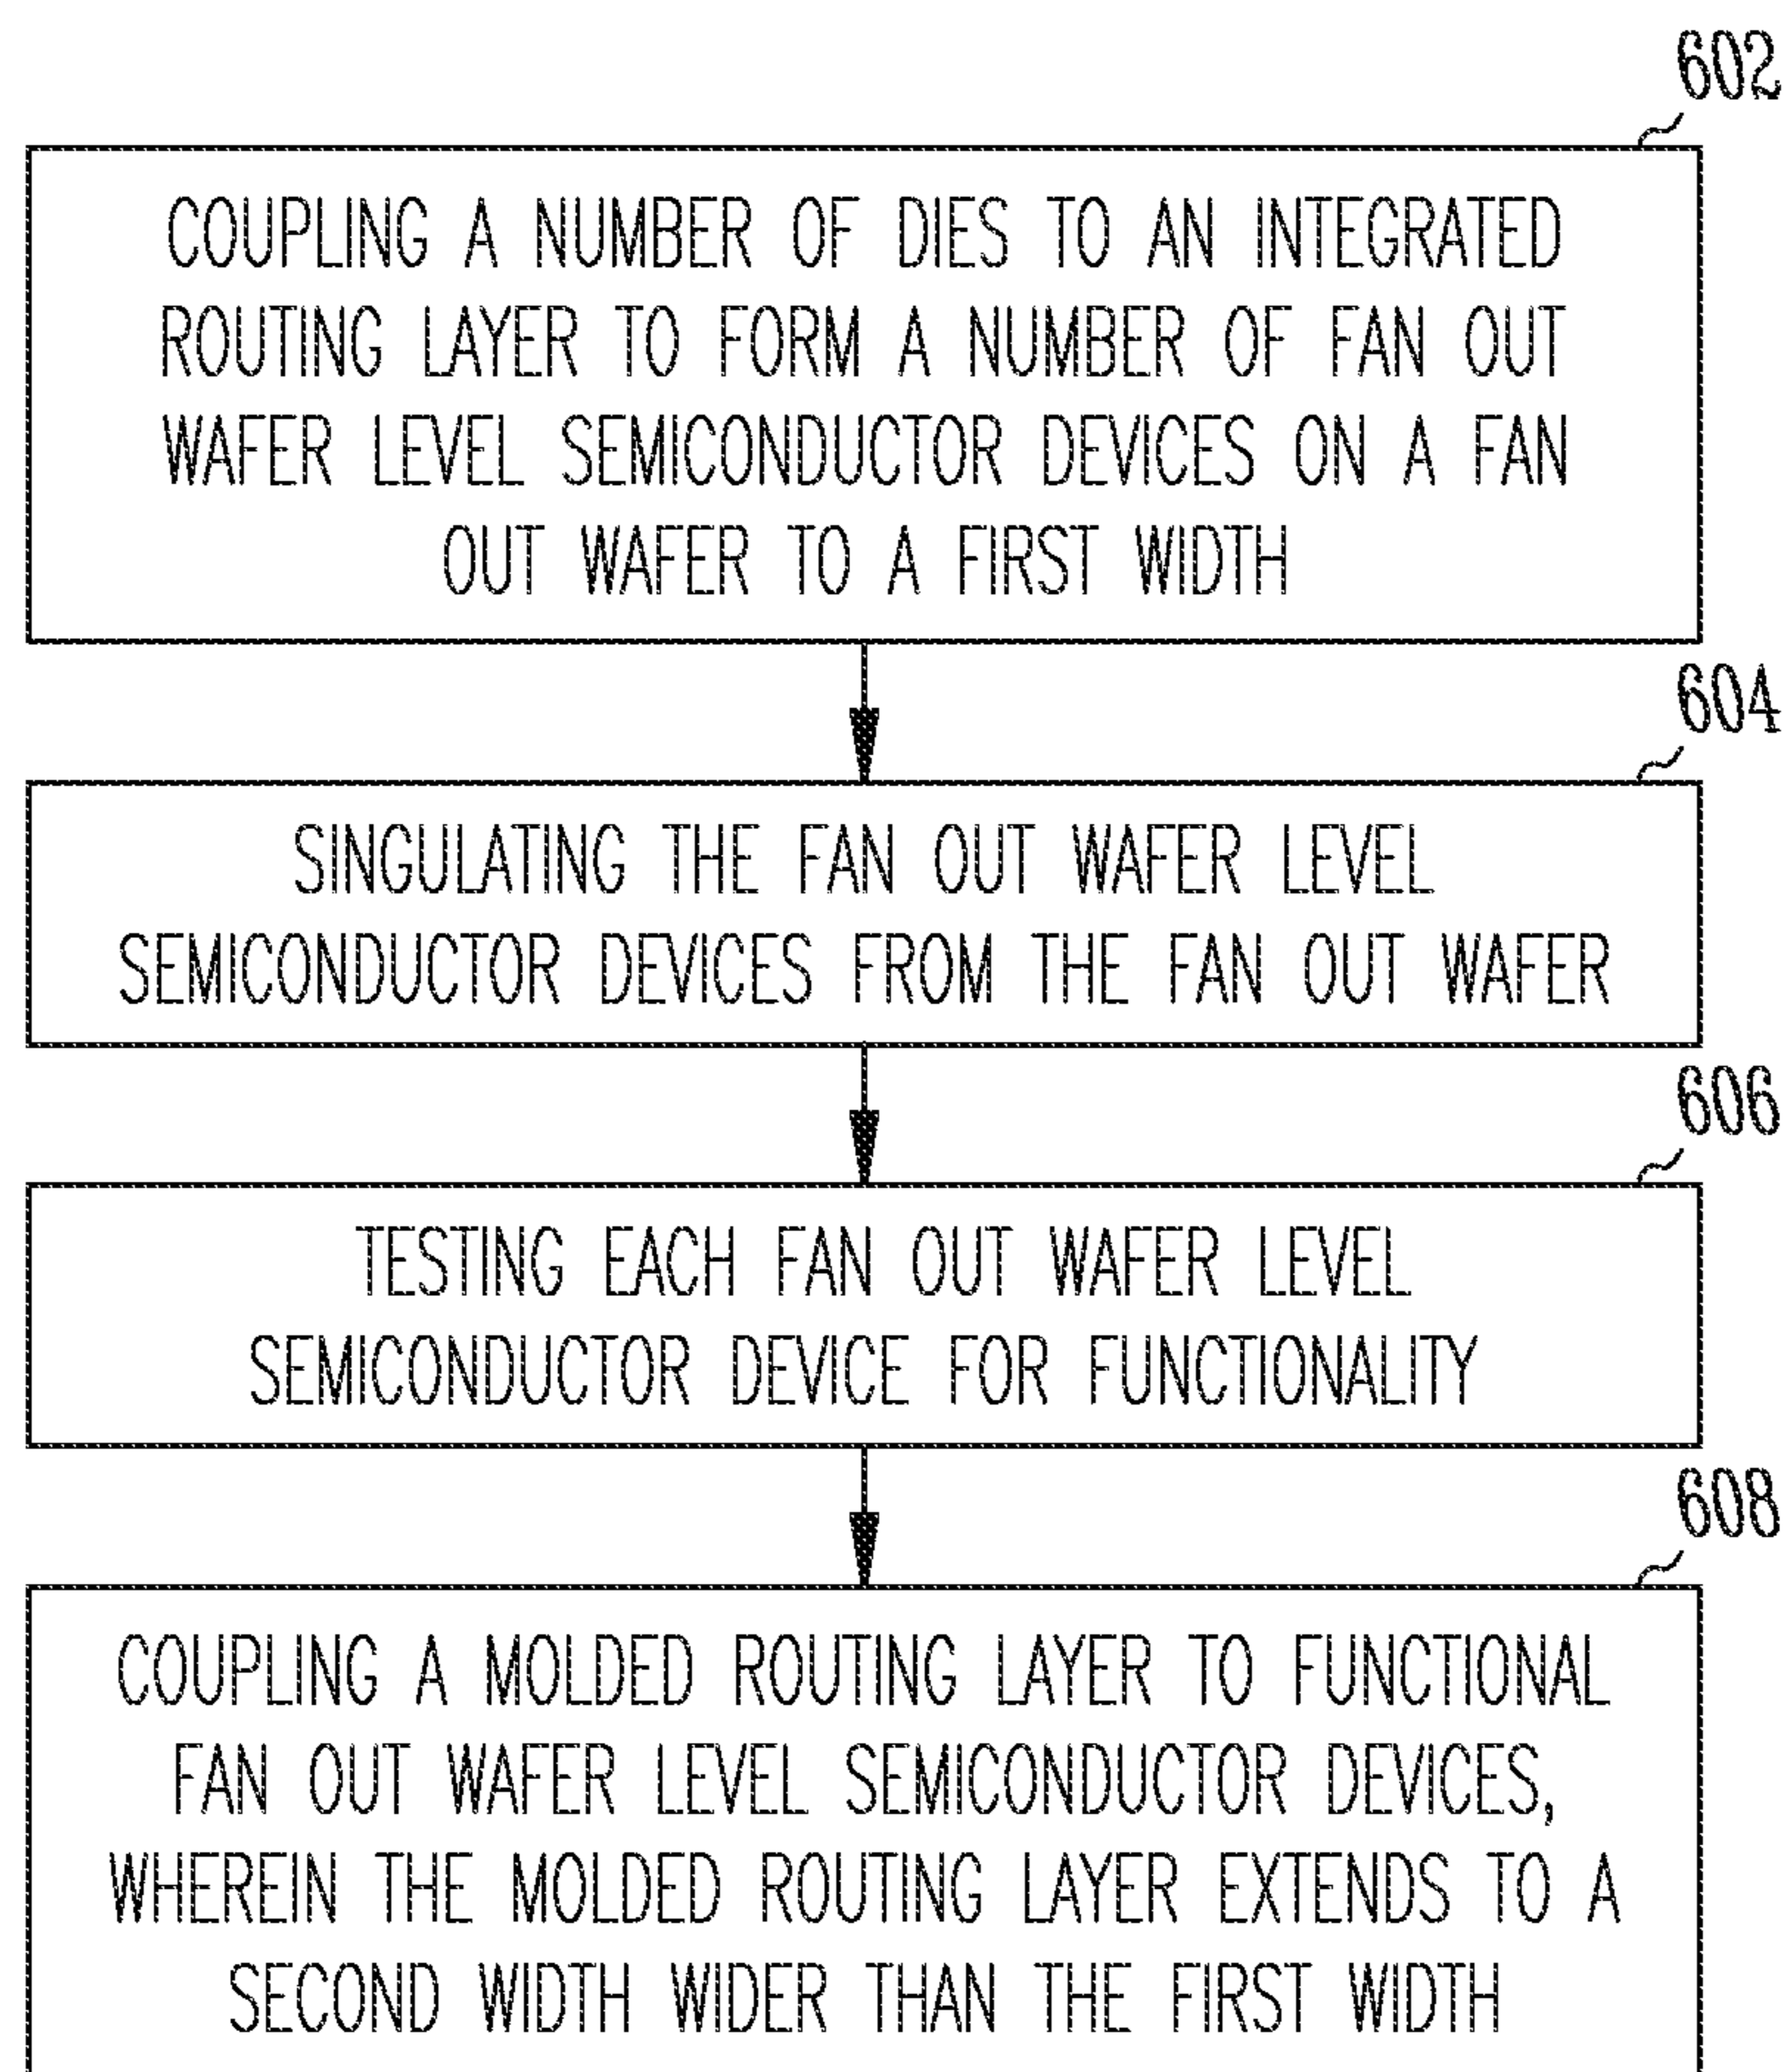 602
COUPLING A NUMBER OF DIES TO AN INTEGRATED
ROUTING LAYER TO FORM A NUMBER OF FAN OUT
WAFER LEVEL SEMICONDUCTOR DEVICES ON A FAN
OUT WAFER TO A FIRST WIDTH
604
SINGULATING THE FAN OUT WAFER LEVEL
SEMICONDUCTOR DEVICES FROM THE FAN OUT WAFER
606
TESTING EACH FAN OUT WAFER LEVEL
SEMICONDUCTOR DEVICE FOR FUNCTIONALITY
608
COUPLING A MOLDED ROUTING LAYER TO FUNCTIONAL
FAN OUT WAFER LEVEL SEMICONDUCTOR DEVICES,
WHEREIN THE MOLDED ROUTING LAYER EXTENDS TO A
SECOND WIDTH WIDER THAN THE FIRST WIDTH